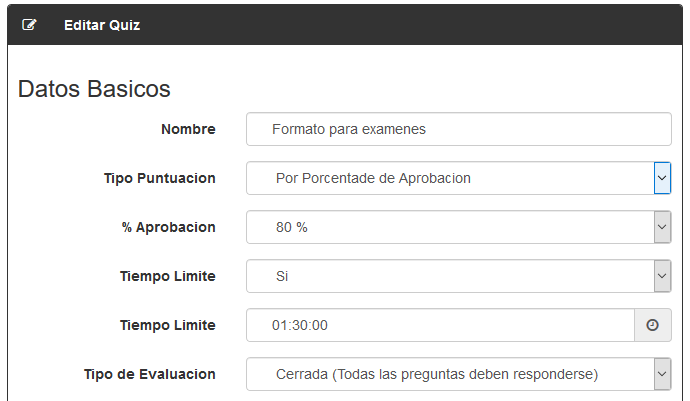 Editar Quiz
Datos Basicos
Nombre Formato para examenes
Tipo Puntuacion Por Porcentade de Aprobacion
% Aprobacion 80 %
Tiempo Limite Si
Tiempo Limite 01:30:00
Tipo de Evaluacion Cerrada (Todas las preguntas deben responderse)